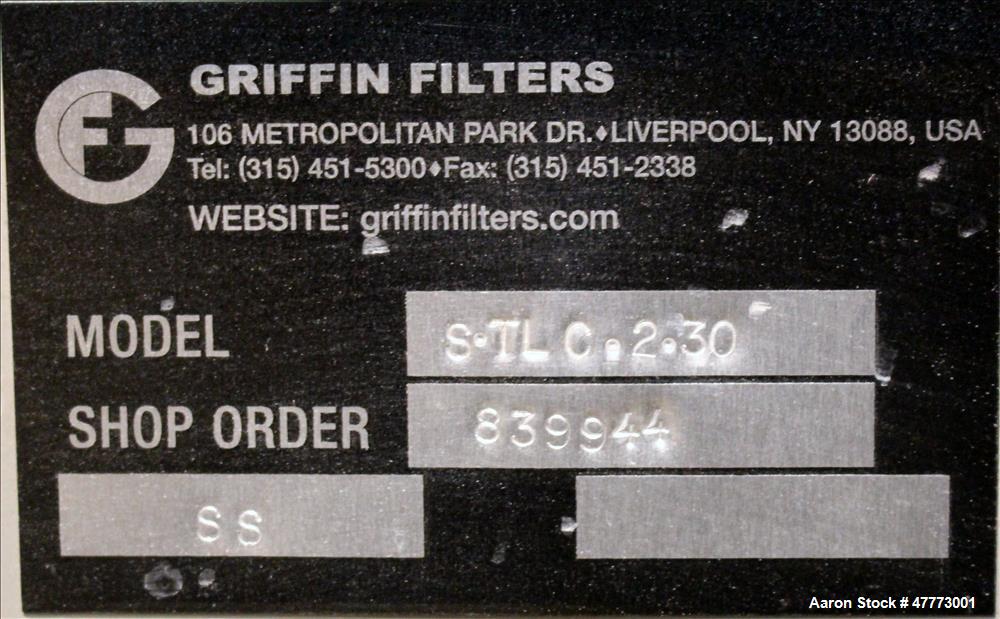 GF
GRIFFIN FILTERS
106 METROPOLITAN PARK DR.♦LIVERPOOL, NY 13088, USA
Tel: (315) 451-5300♦Fax: (315) 451-2338
WEBSITE: griffinfilters.com
MODEL S·TLC·2·30
SHOP ORDER 839944
SS
Aaron Stock # 47773001